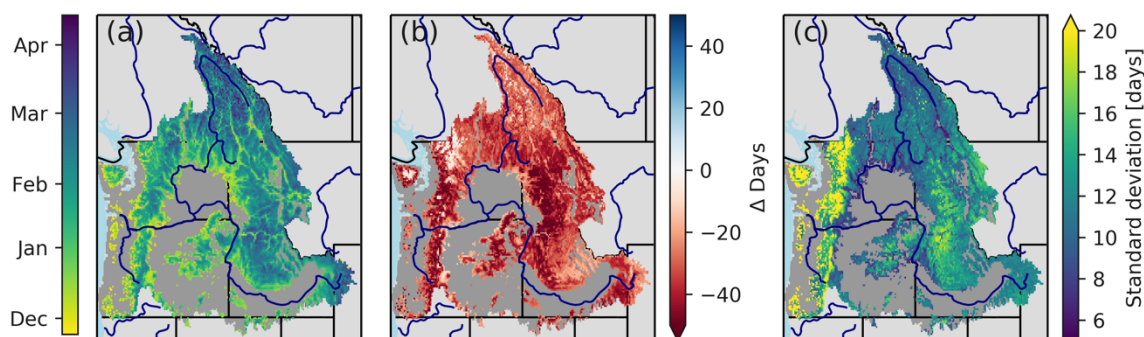 (a)
Apr
Mar
Feb
Jan
Dec
(b)
40
20
0
−20
−40
Δ Days
(c)
20
18
16
14
12
10
8
6
Standard deviation [days]